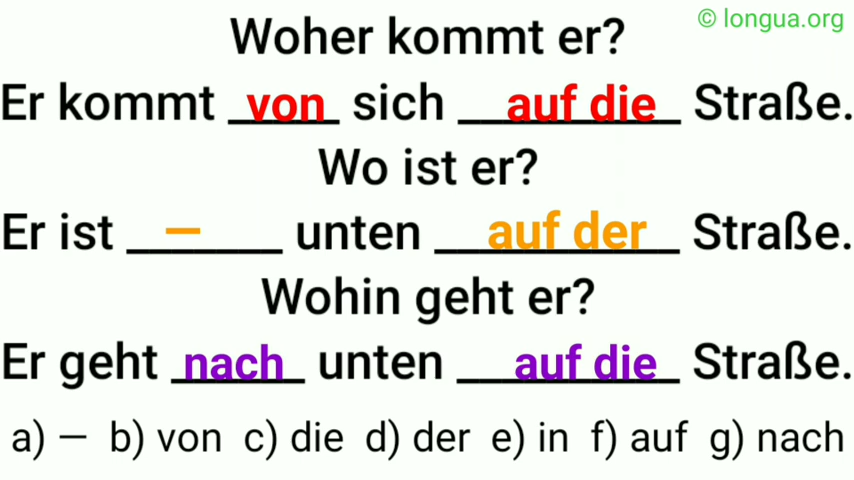 © longua.org
Woher kommt er?
Er kommt von sich auf die Straße.
Wo ist er?
Er ist — unten auf der Straße.
Wohin geht er?
Er geht nach unten auf die Straße.
a) — b) von c) die d) der e) in f) auf g) nach